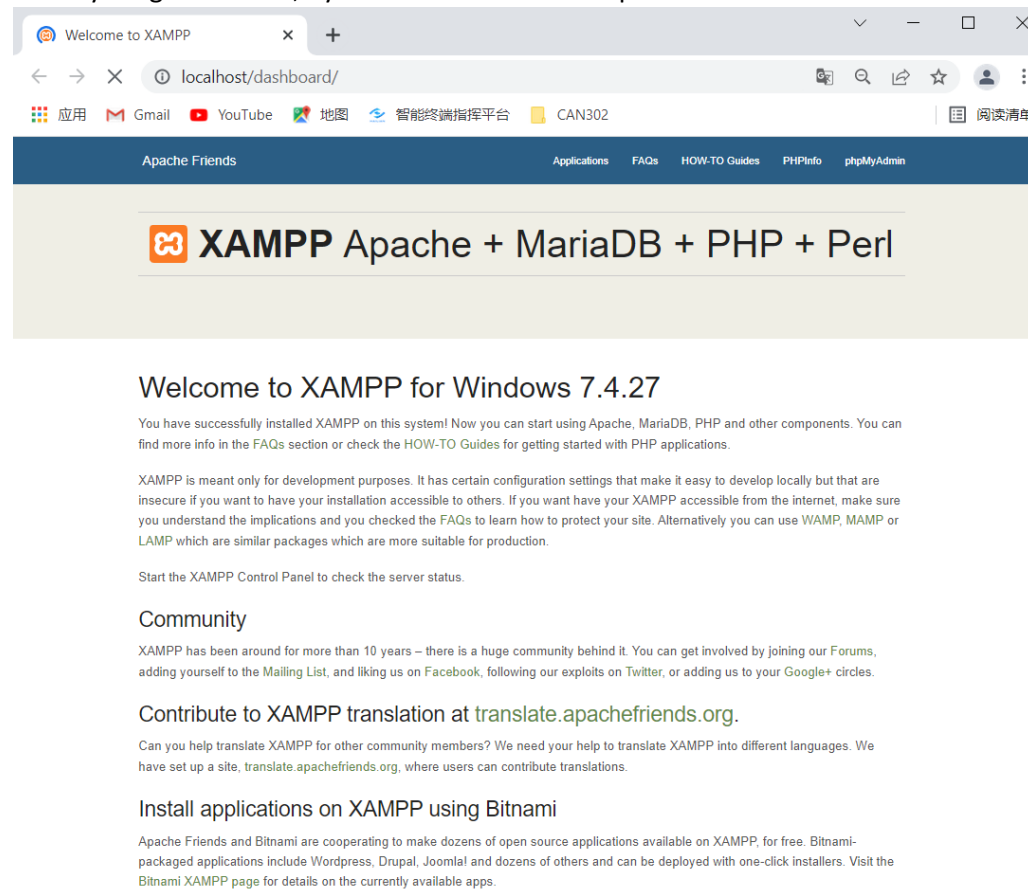 Welcome to XAMPP
localhost/dashboard/
应用 Gmail YouTube 地图 智能终端指挥平台 CAN302 阅读清单
Apache Friends Applications FAQs HOW-TO Guides PHPInfo phpMyAdmin
XAMPP Apache + MariaDB + PHP + Perl
Welcome to XAMPP for Windows 7.4.27
You have successfully installed XAMPP on this system! Now you can start using Apache, MariaDB, PHP and other components. You can
find more info in the FAQs section or check the HOW-TO Guides for getting started with PHP applications.
XAMPP is meant only for development purposes. It has certain configuration settings that make it easy to develop locally but that are
insecure if you want to have your installation accessible to others. If you want have your XAMPP accessible from the internet, make sure
you understand the implications and you checked the FAQs to learn how to protect your site. Alternatively you can use WAMP, MAMP or
LAMP which are similar packages which are more suitable for production.
Start the XAMPP Control Panel to check the server status.
Community
XAMPP has been around for more than 10 years – there is a huge community behind it. You can get involved by joining our Forums,
adding yourself to the Mailing List, and liking us on Facebook, following our exploits on Twitter, or adding us to your Google+ circles.
Contribute to XAMPP translation at translate.apachefriends.org.
Can you help translate XAMPP for other community members? We need your help to translate XAMPP into different languages. We
have set up a site, translate.apachefriends.org, where users can contribute translations.
Install applications on XAMPP using Bitnami
Apache Friends and Bitnami are cooperating to make dozens of open source applications available on XAMPP, for free. Bitnami-
packaged applications include Wordpress, Drupal, Joomla! and dozens of others and can be deployed with one-click installers. Visit the
Bitnami XAMPP page for details on the currently available apps.